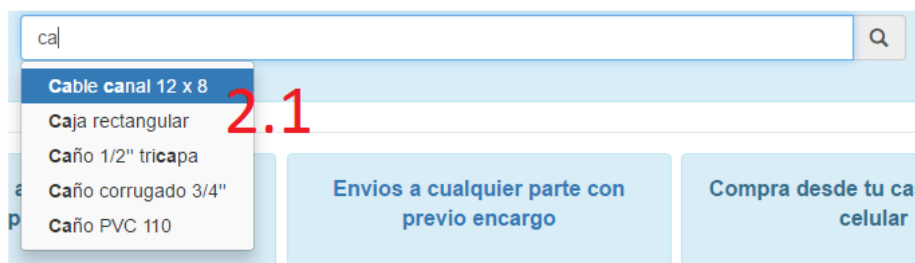 ca
Cable canal 12 x 8
2.1
Caja rectangular
Caño 1/2" tricapa
Caño corrugado 3/4"
Caño PVC 110
Envios a cualquier parte con
previo encargo
Compra desde tu ca
celular